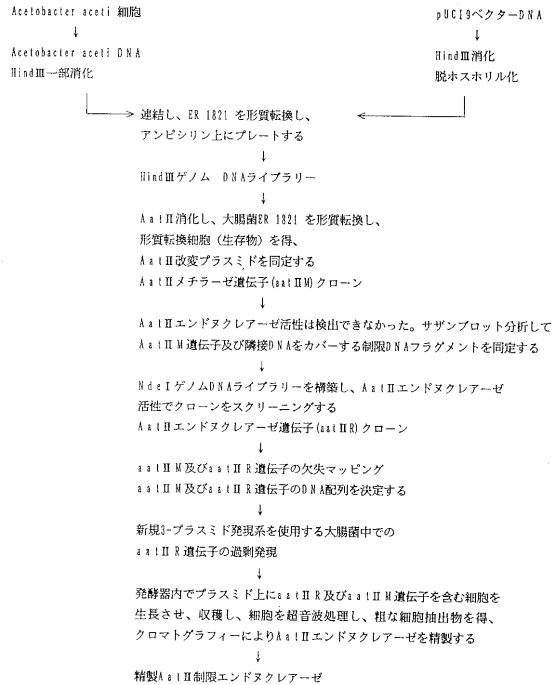 Acetobacter aceti 細胞
↓
Acetobacter aceti DNA
HindⅢ一部消化
pUC19ベクターDNA
↓
HindⅢ消化
脱ホスホリル化
連結し、ER 1821 を形質転換し、
アンピシリン上にプレートする
↓
HindⅢゲノム DNAライブラリー
↓
AatⅡ消化し、大腸菌ER 1821 を形質転換し、
形質転換細胞（生存物）を得、
AatⅡ改変プラスミドを同定する
AatⅡメチラーゼ遺伝子(aatⅡM)クローン
↓
AatⅡエンドヌクレアーゼ活性は検出できなかった。サザンブロット分析して
AatⅡM遺伝子及び隣接DNAをカバーする制限DNAフラグメントを同定する
↓
NdeⅠゲノムDNAライブラリーを構築し、AatⅡエンドヌクレアーゼ
活性でクローンをスクリーニングする
AatⅡエンドヌクレアーゼ遺伝子(aatⅡR)クローン
↓
aatⅡM及びaatⅡR遺伝子の欠失マッピング
aatⅡM及びaatⅡR遺伝子のDNA配列を決定する
↓
新規3-プラスミド発現系を使用する大腸菌中での
aatⅡR遺伝子の過剰発現
↓
発酵器内でプラスミド上にaatⅡR及びaatⅡM遺伝子を含む細胞を
生長させ、収穫し、細胞を超音波処理し、粗な細胞抽出物を得、
クロマトグラフィーによりAatⅡエンドヌクレアーゼを精製する
↓
精製AatⅡ制限エンドヌクレアーゼ